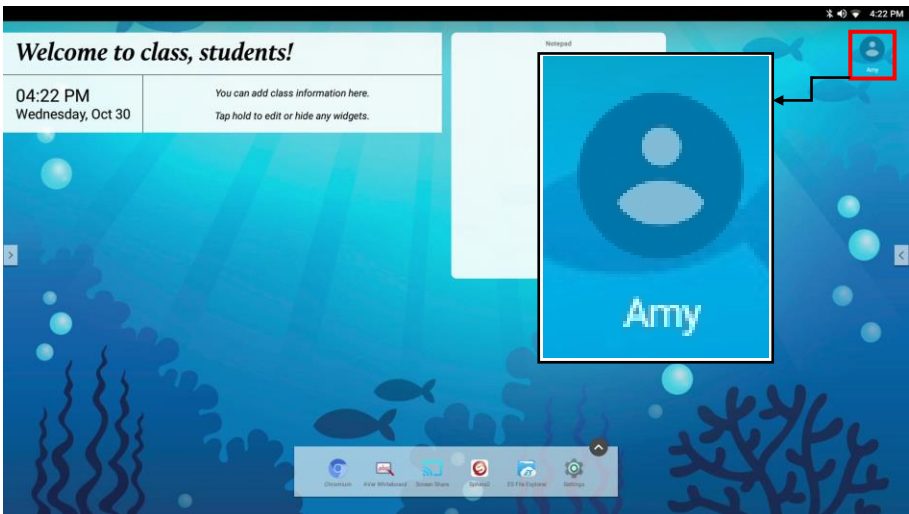 4:22 PM
Welcome to class, students!
04:22 PM
Wednesday, Oct 30
You can add class information here.
Tap hold to edit or hide any widgets.
Notepad
Amy
Amy
Chromium
AVer Whiteboard
Screen Share
Sphere2
ES File Explorer
Settings